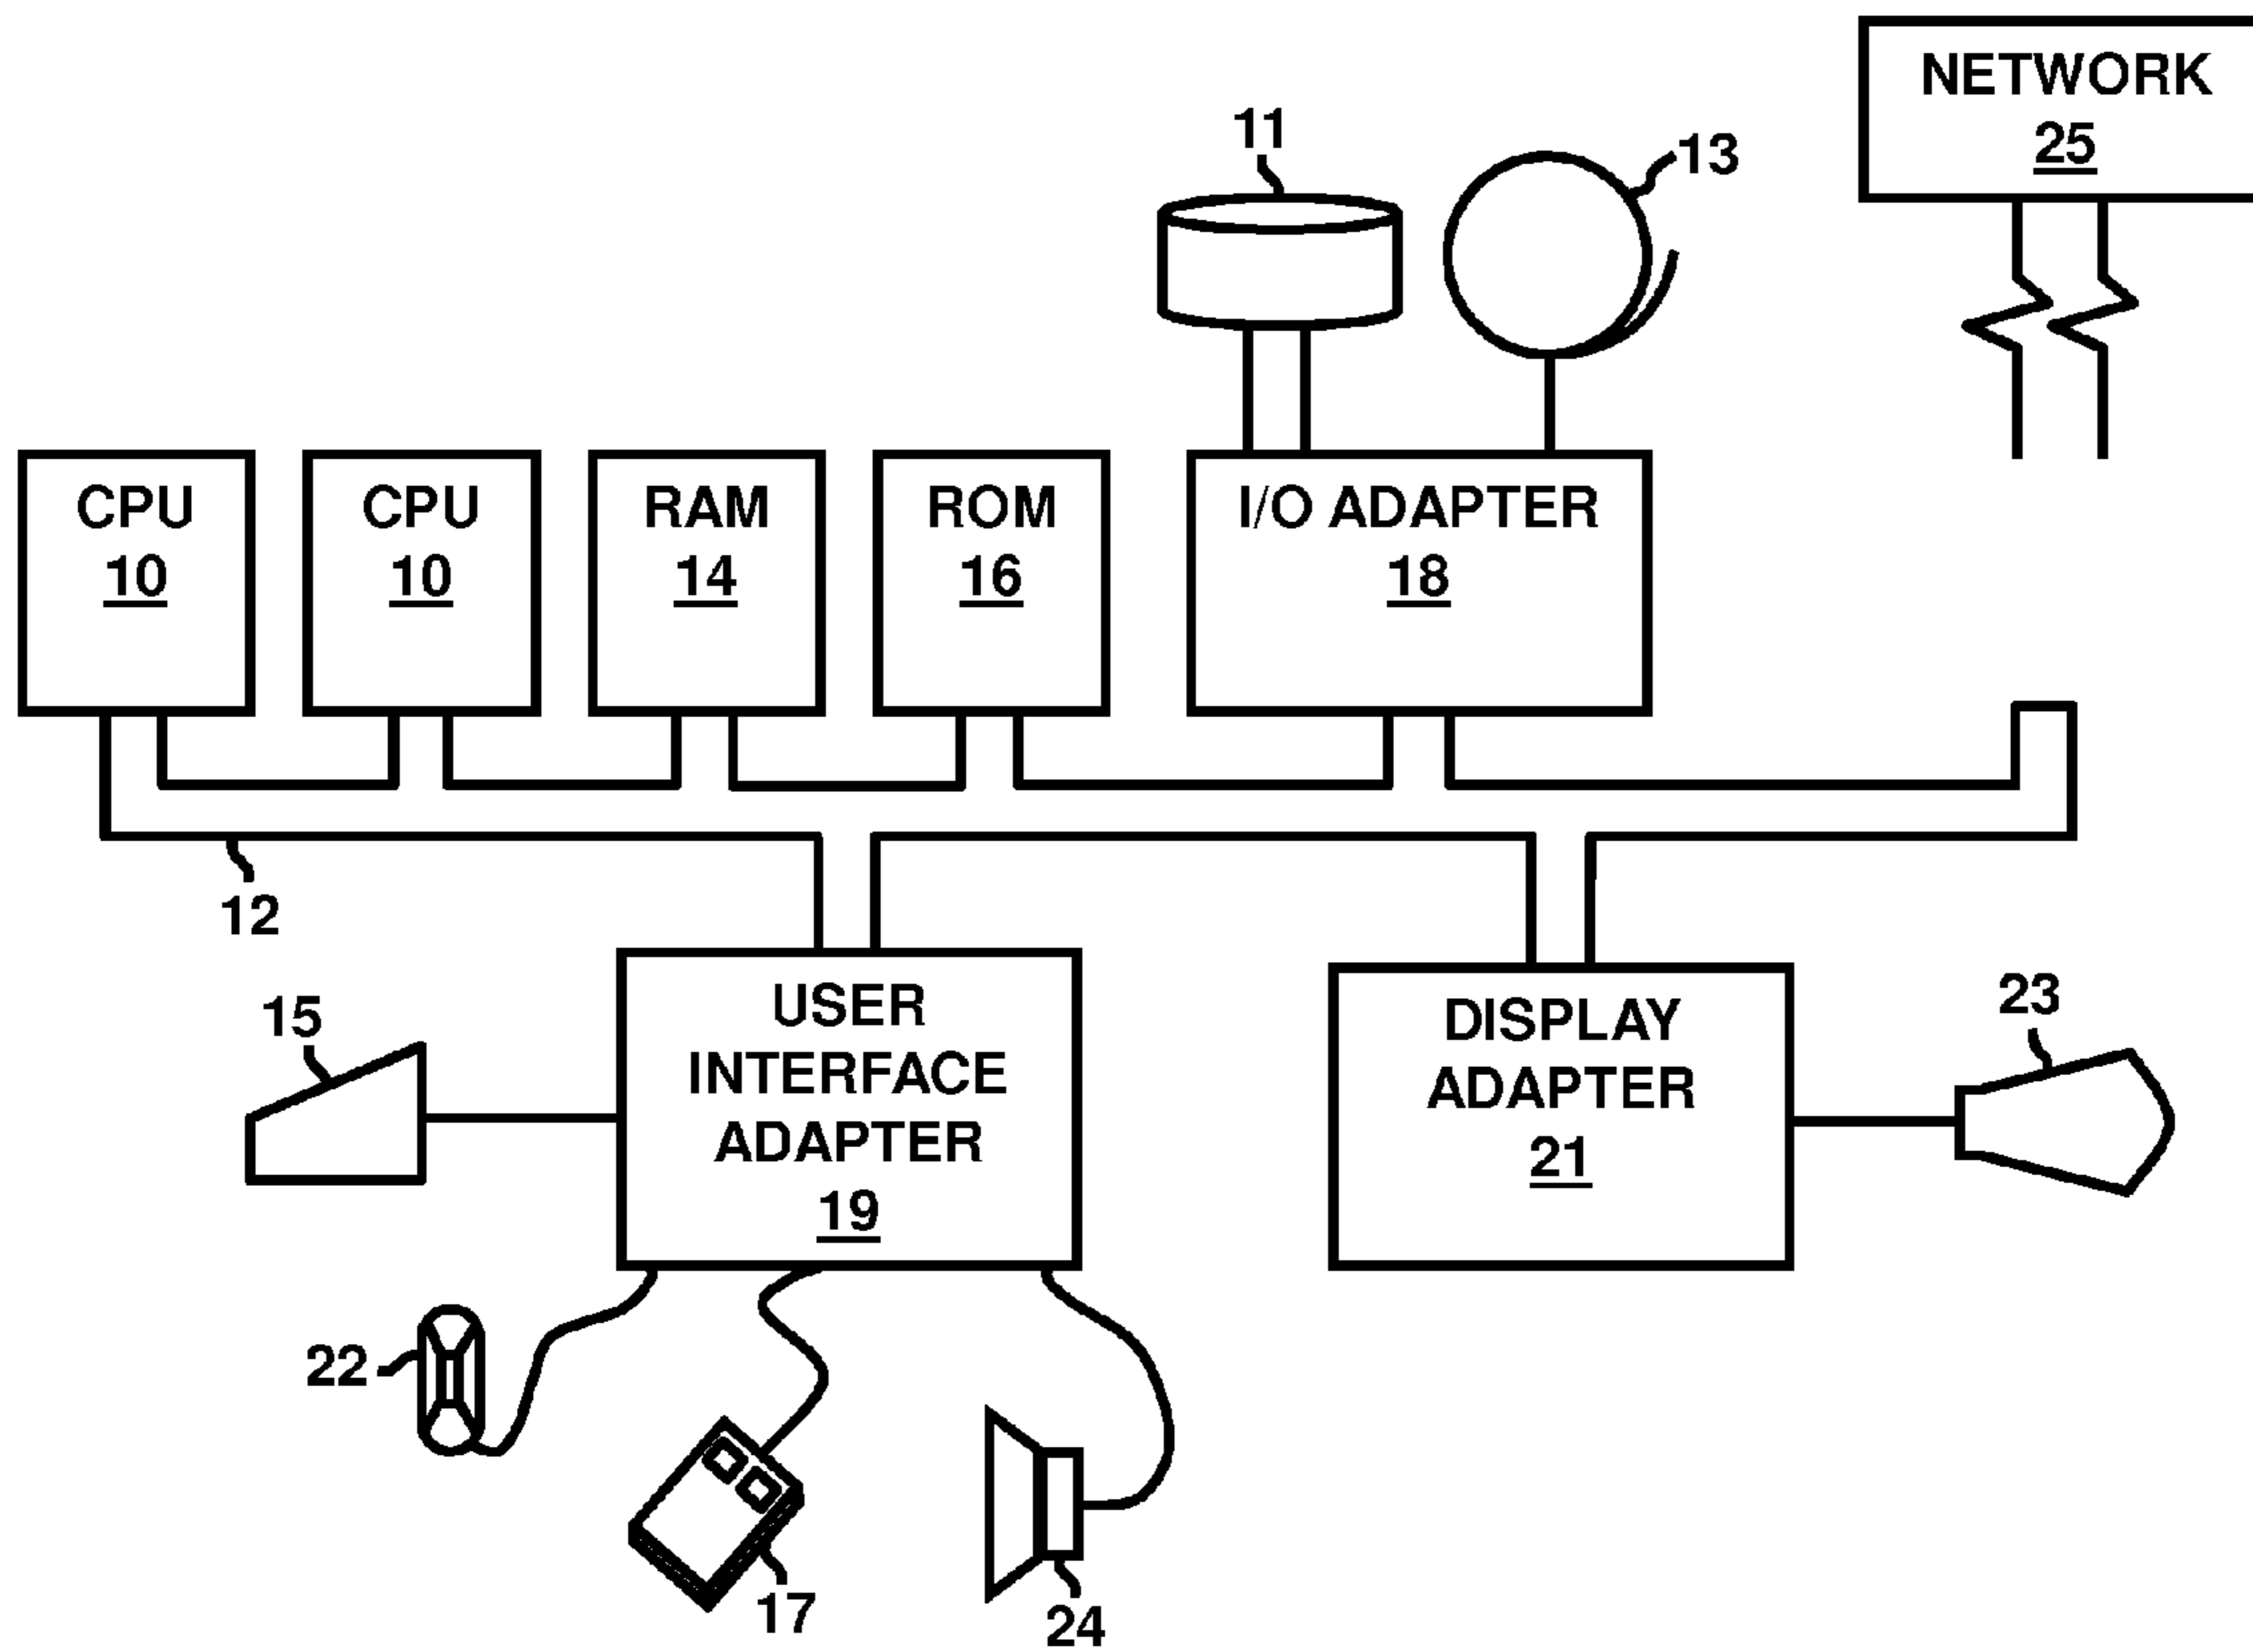 NETWORK
25
11
13
CPU
10
CPU
10
RAM
14
ROM
16
I/O ADAPTER
18
12
USER
INTERFACE
ADAPTER
19
DISPLAY
ADAPTER
21
15
23
22
17
24